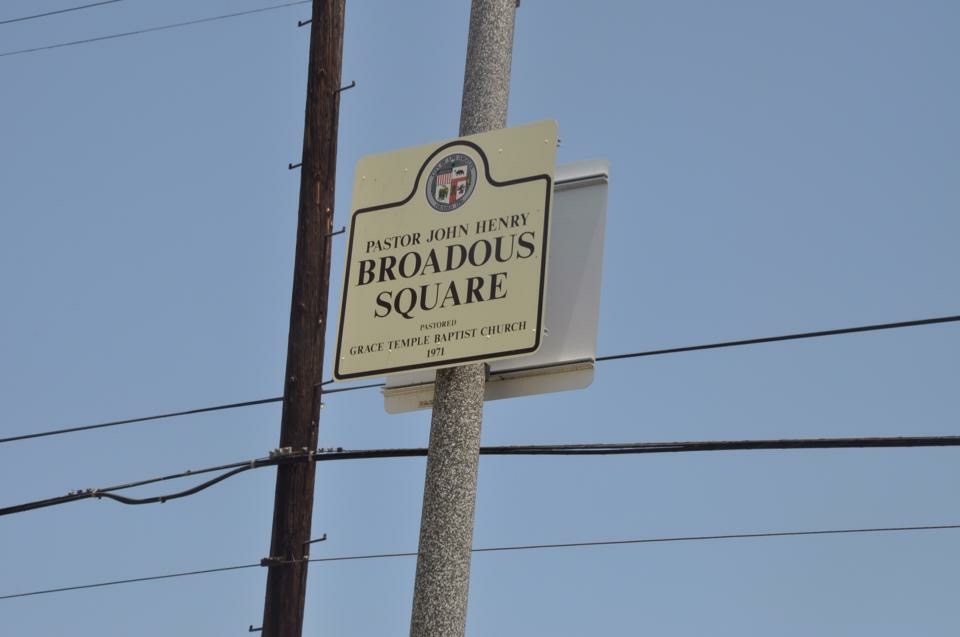 PASTOR JOHN HENRY
BROADOUS
SQUARE
PASTORED
GRACE TEMPLE BAPTIST CHURCH
1971